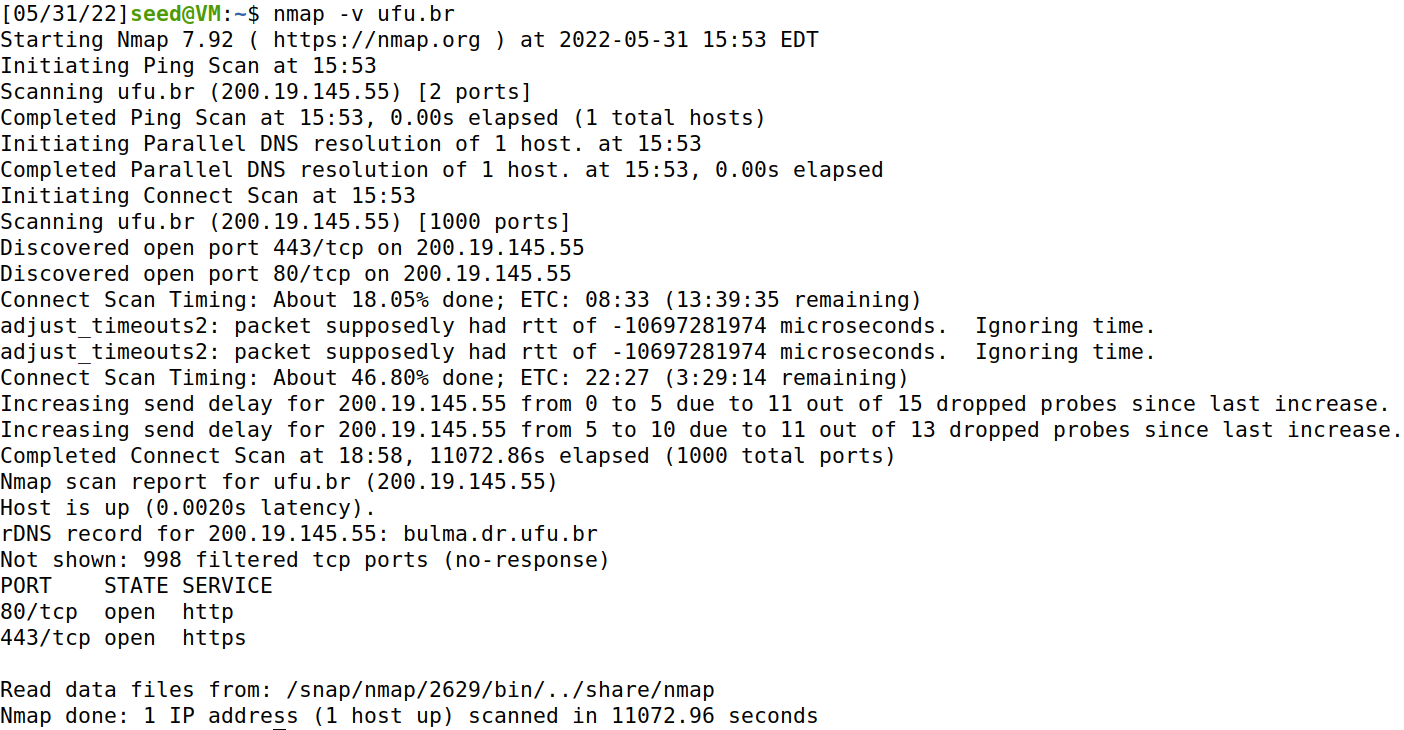 [05/31/22]seed@VM:~$ nmap -v ufu.br
Starting Nmap 7.92 ( https://nmap.org ) at 2022-05-31 15:53 EDT
Initiating Ping Scan at 15:53
Scanning ufu.br (200.19.145.55) [2 ports]
Completed Ping Scan at 15:53, 0.00s elapsed (1 total hosts)
Initiating Parallel DNS resolution of 1 host. at 15:53
Completed Parallel DNS resolution of 1 host. at 15:53, 0.00s elapsed
Initiating Connect Scan at 15:53
Scanning ufu.br (200.19.145.55) [1000 ports]
Discovered open port 443/tcp on 200.19.145.55
Discovered open port 80/tcp on 200.19.145.55
Connect Scan Timing: About 18.05% done; ETC: 08:33 (13:39:35 remaining)
adjust_timeouts2: packet supposedly had rtt of -10697281974 microseconds.  Ignoring time.
adjust_timeouts2: packet supposedly had rtt of -10697281974 microseconds.  Ignoring time.
Connect Scan Timing: About 46.80% done; ETC: 22:27 (3:29:14 remaining)
Increasing send delay for 200.19.145.55 from 0 to 5 due to 11 out of 15 dropped probes since last increase.
Increasing send delay for 200.19.145.55 from 5 to 10 due to 11 out of 13 dropped probes since last increase.
Completed Connect Scan at 18:58, 11072.86s elapsed (1000 total ports)
Nmap scan report for ufu.br (200.19.145.55)
Host is up (0.0020s latency).
rDNS record for 200.19.145.55: bulma.dr.ufu.br
Not shown: 998 filtered tcp ports (no-response)
PORT    STATE SERVICE
80/tcp  open  http
443/tcp open  https
Read data files from: /snap/nmap/2629/bin/../share/nmap
Nmap done: 1 IP address (1 host up) scanned in 11072.96 seconds